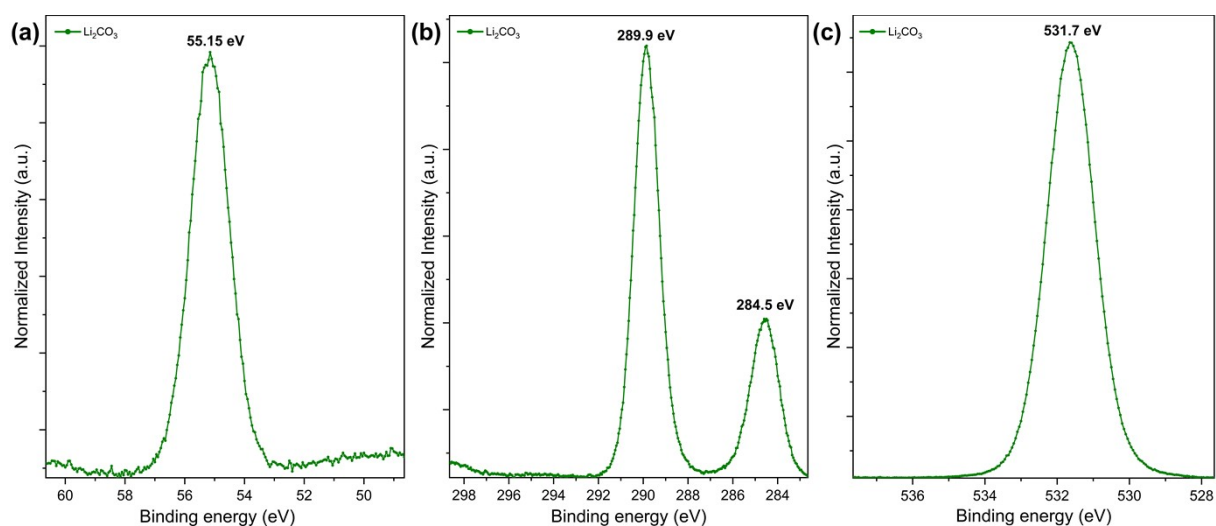 (a)
Li₂CO₃
55.15 eV
Normalized Intensity (a.u.)
60 58 56 54 52 50
Binding energy (eV)
(b)
Li₂CO₃
289.9 eV
284.5 eV
Normalized Intensity (a.u.)
298 296 294 292 290 288 286 284
Binding energy (eV)
(c)
Li₂CO₃
531.7 eV
Normalized Intensity (a.u.)
536 534 532 530 528
Binding energy (eV)